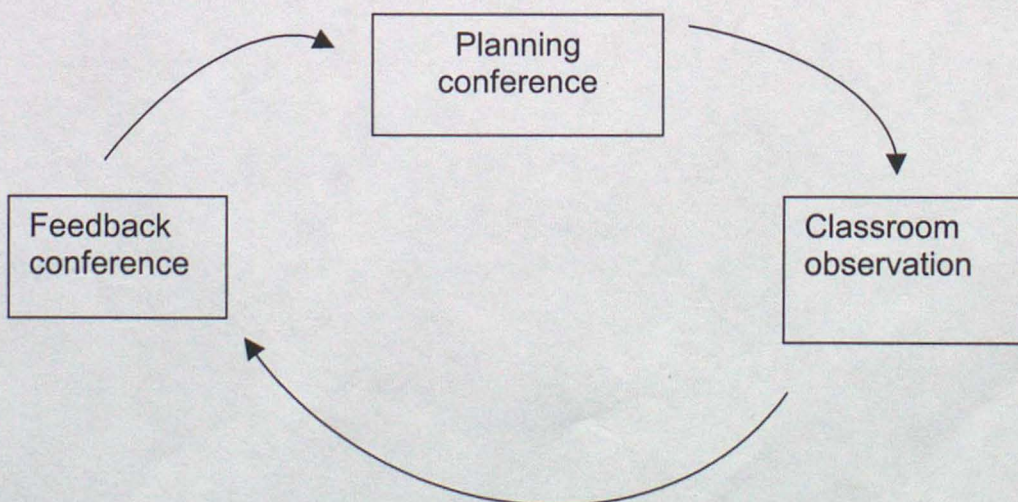 Planning
conference
Feedback
conference
Classroom
observation